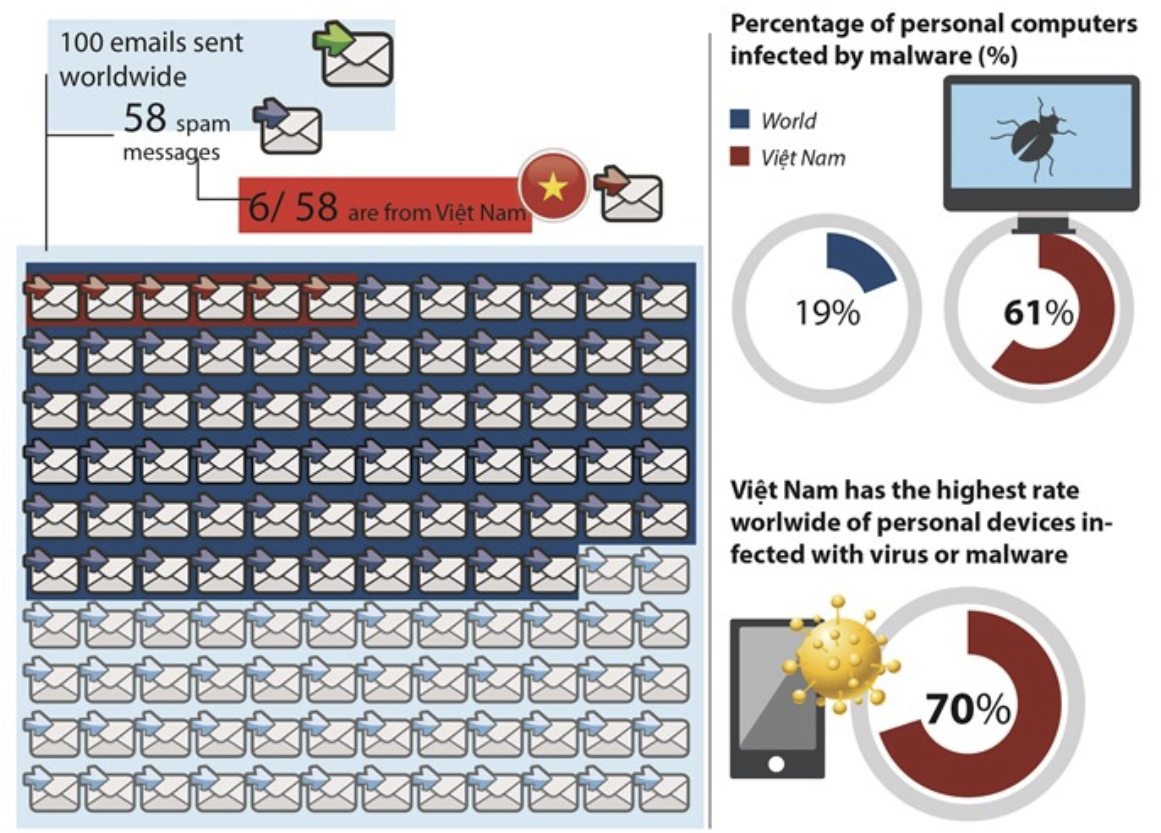 100 emails sent
worldwide
58 spam
messages
6/ 58 are from Việt Nam
Percentage of personal computers
infected by malware (%)
World
Việt Nam
19%
61%
Việt Nam has the highest rate
worlwide of personal devices in-
fected with virus or malware
70%